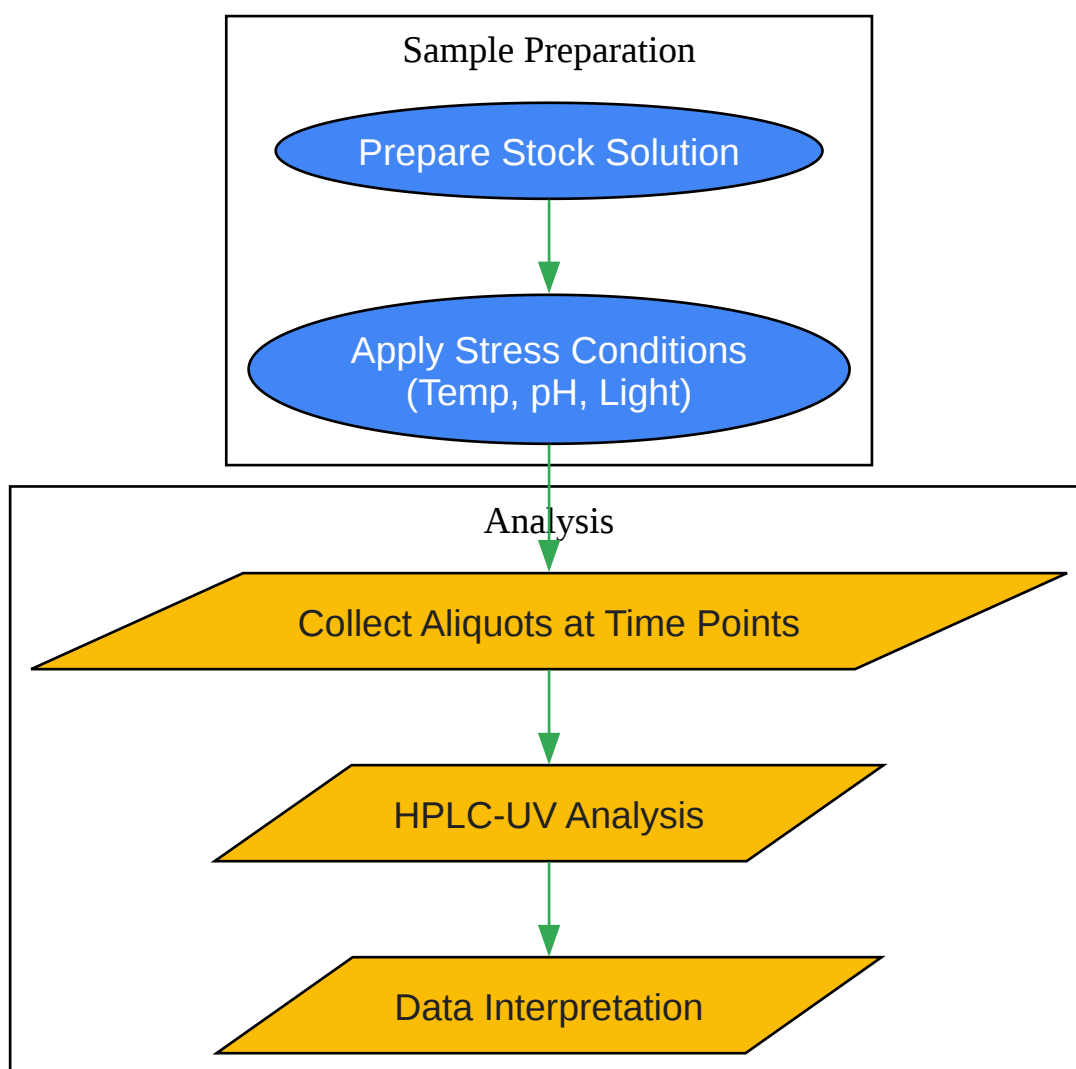 Sample Preparation
Prepare Stock Solution
Apply Stress Conditions
(Temp, pH, Light)
Analysis
Collect Aliquots at Time Points
HPLC-UV Analysis
Data Interpretation